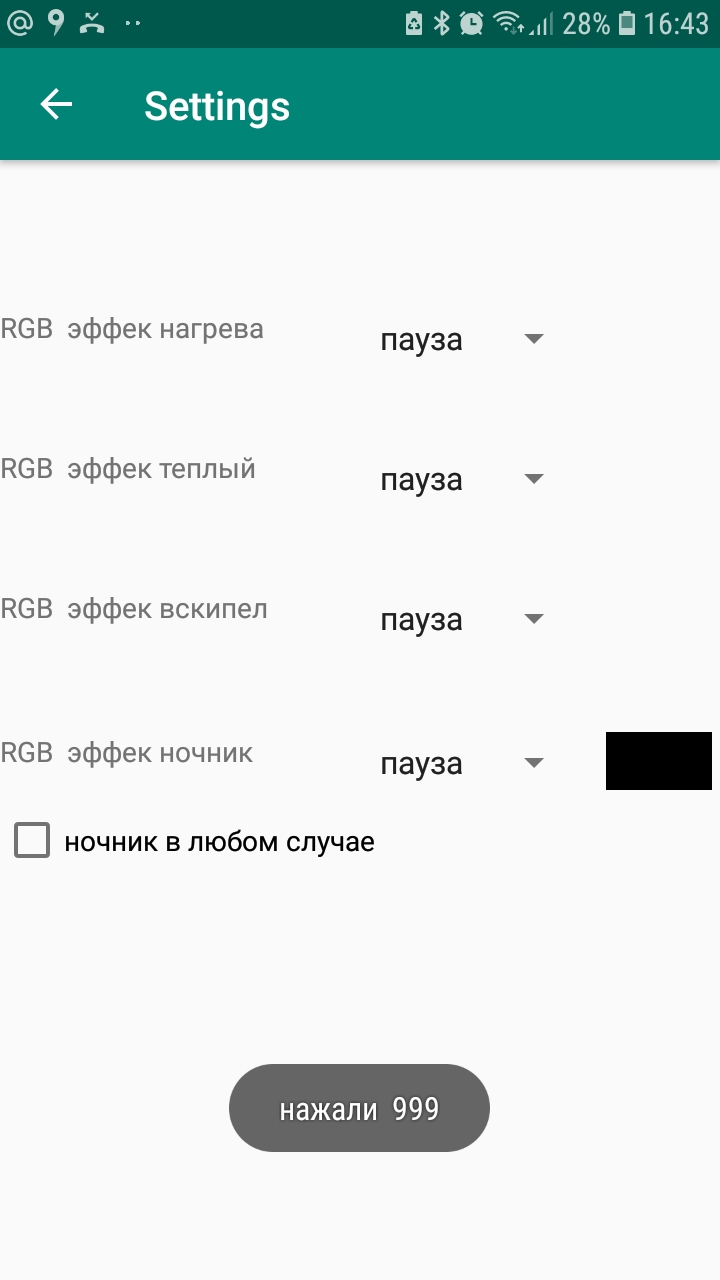 28% 16:43
Settings
RGB эффек нагрева пауза
RGB эффек теплый пауза
RGB эффек вскипел пауза
RGB эффек ночник пауза
ночник в любом случае
нажали 999